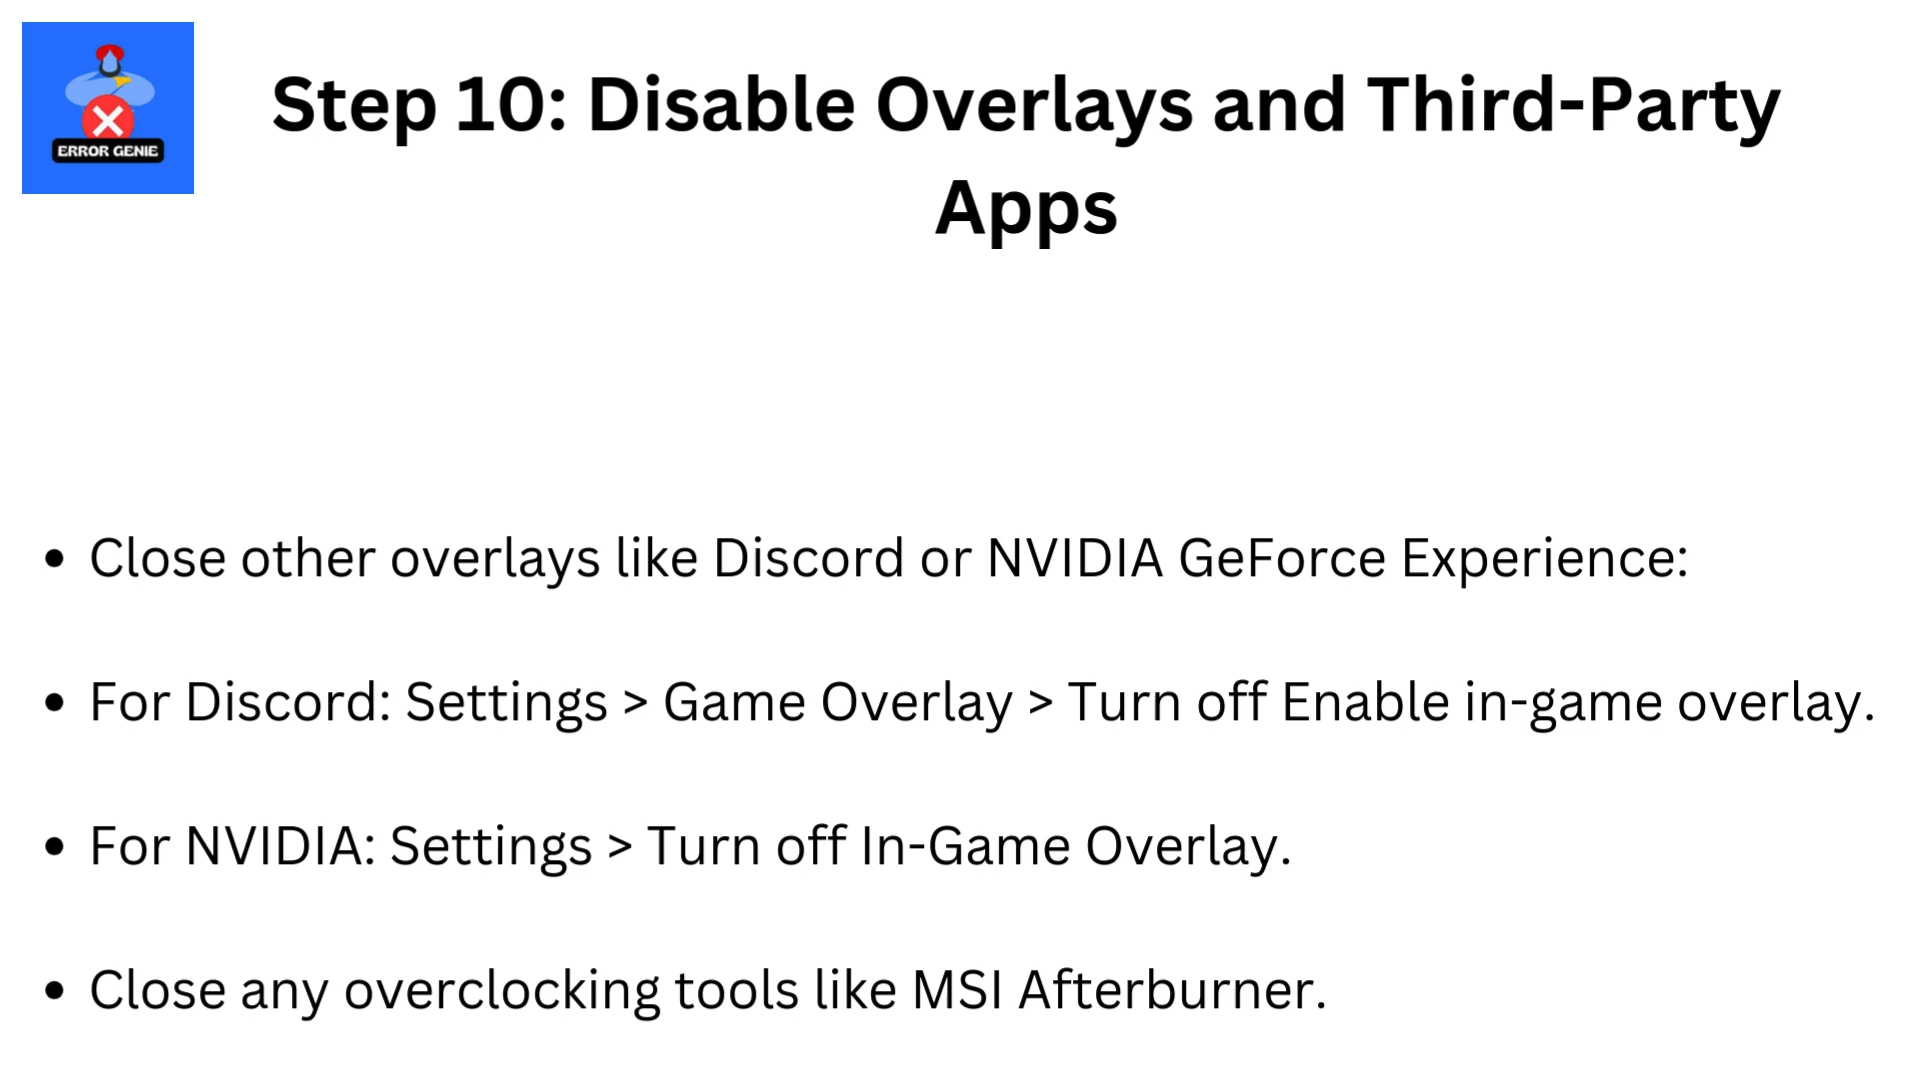 ERROR GENIE
Step 10: Disable Overlays and Third-Party
Apps
• Close other overlays like Discord or NVIDIA GeForce Experience:
• For Discord: Settings > Game Overlay > Turn off Enable in-game overlay.
• For NVIDIA: Settings > Turn off In-Game Overlay.
• Close any overclocking tools like MSI Afterburner.